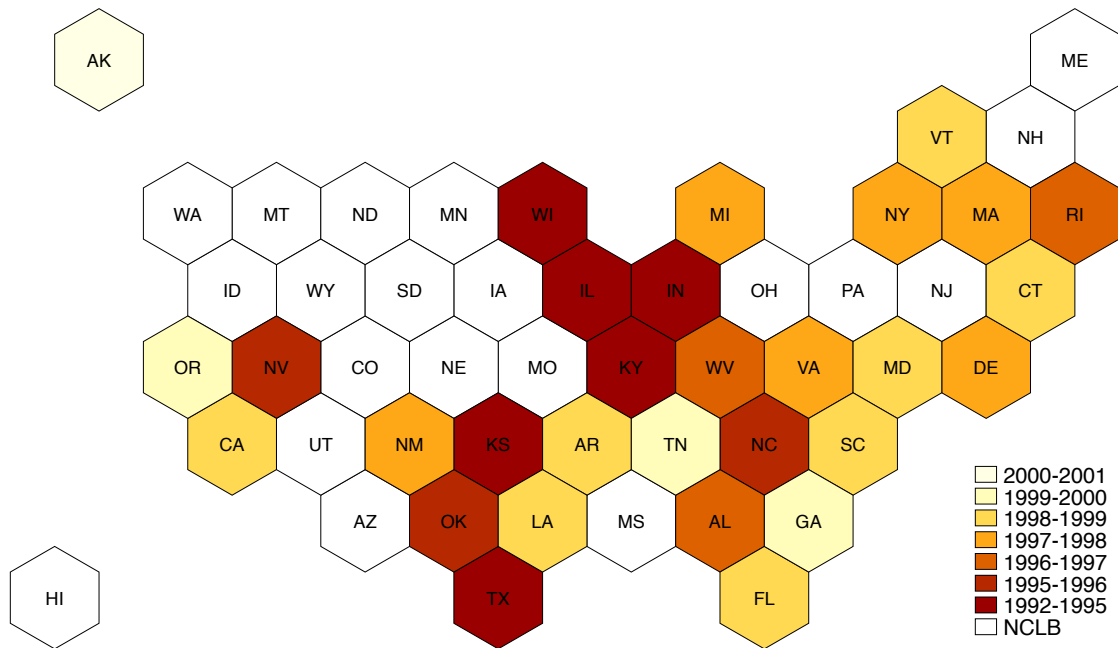 AK
ME
VT
NH
WA
MT
ND
MN
WI
MI
NY
MA
RI
ID
WY
SD
IA
IL
IN
OH
PA
NJ
CT
OR
NV
CO
NE
MO
KY
WV
VA
MD
DE
CA
UT
NM
KS
AR
TN
NC
SC
AZ
OK
LA
MS
AL
GA
HI
TX
FL
2000-2001
1999-2000
1998-1999
1997-1998
1996-1997
1995-1996
1992-1995
NCLB